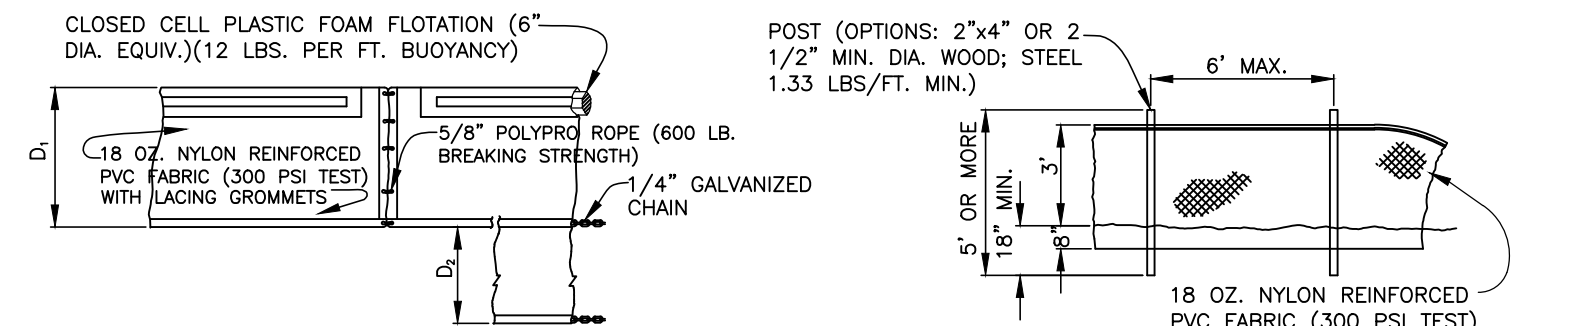 CLOSED CELL PLASTIC FOAM FLOTATION (6"
DIA. EQUIV.)(12 LBS. PER FT. BUOYANCY)
D1
18 OZ. NYLON REINFORCED
PVC FABRIC (300 PSI TEST)
WITH LACING GROMMETS
5/8" POLYPRO ROPE (600 LB.
BREAKING STRENGTH)
1/4" GALVANIZED
CHAIN
D2
POST (OPTIONS: 2"x4" OR 2
1/2" MIN. DIA. WOOD; STEEL
1.33 LBS/FT. MIN.)
6' MAX.
5' OR MORE
18" MIN.
3'
8"
18 OZ. NYLON REINFORCED
PVC FABRIC (300 PSI TEST)